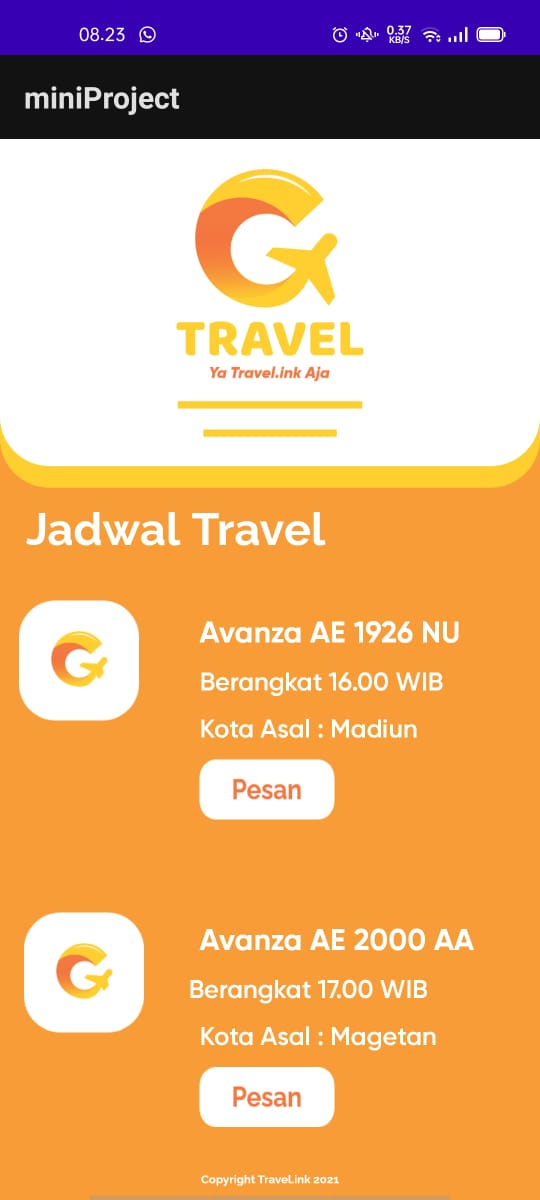 08.23
0.37
KB/S
miniProject
TRAVEL
Ya Travel.ink Aja
Jadwal Travel
Avanza AE 1926 NU
Berangkat 16.00 WIB
Kota Asal : Madiun
Pesan
Avanza AE 2000 AA
Berangkat 17.00 WIB
Kota Asal : Magetan
Pesan
Copyright TraveLink 2021